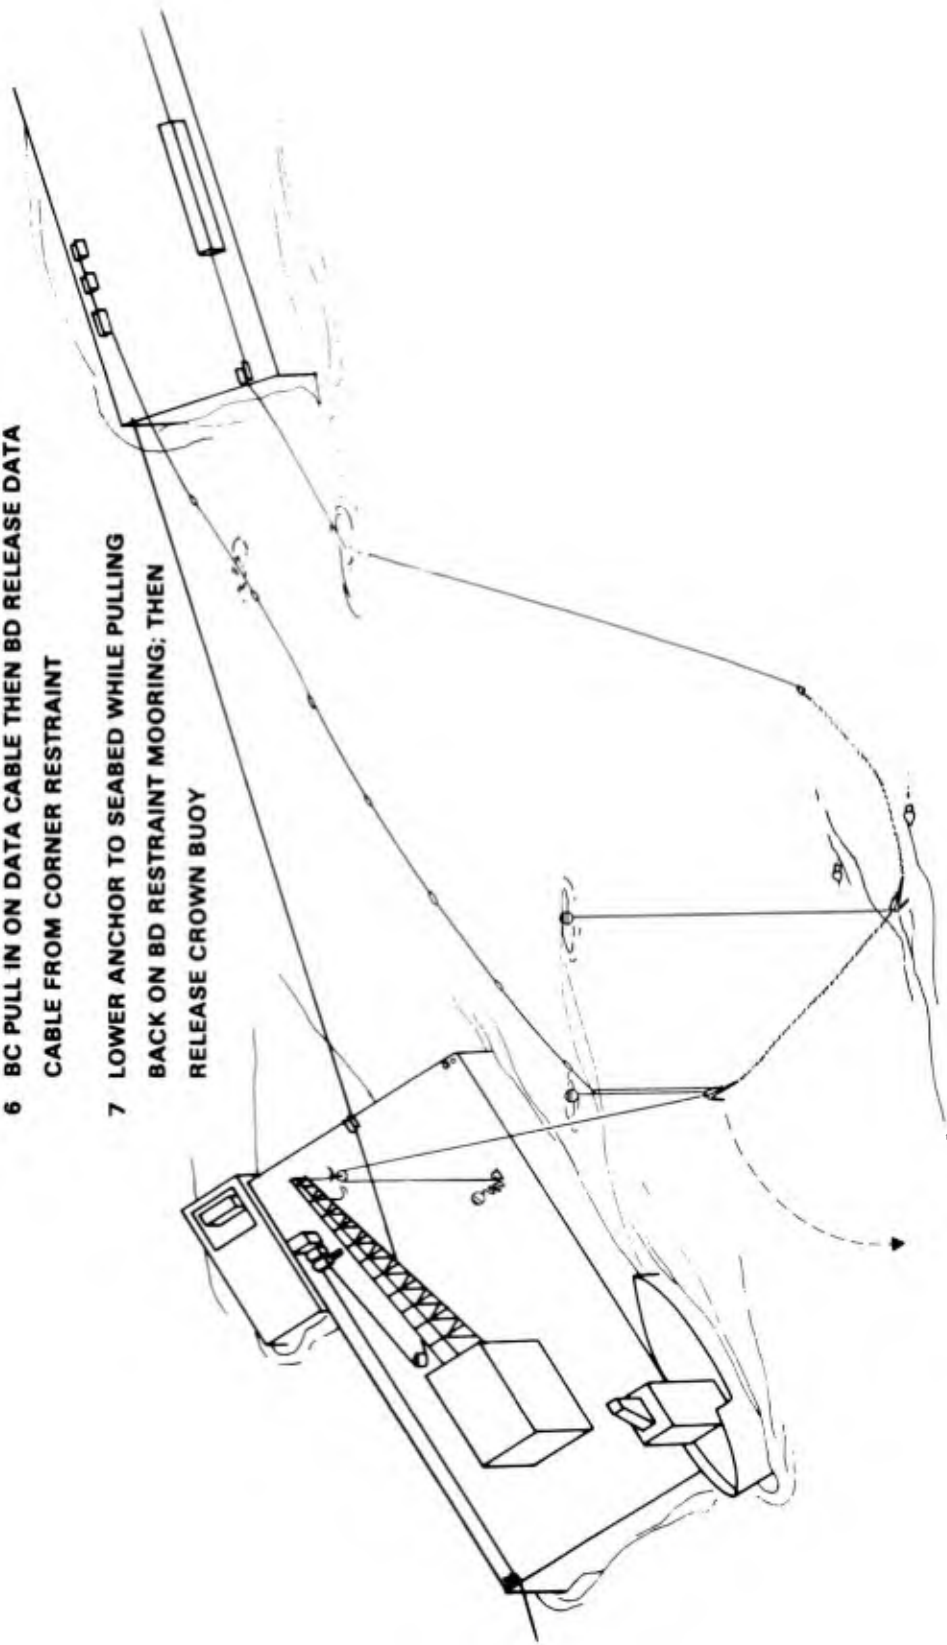 6 BC PULL IN ON DATA CABLE THEN BD RELEASE DATA
CABLE FROM CORNER RESTRAINT
7 LOWER ANCHOR TO SEABED WHILE PULLING
BACK ON BD RESTRAINT MOORING; THEN
RELEASE CROWN BUOY